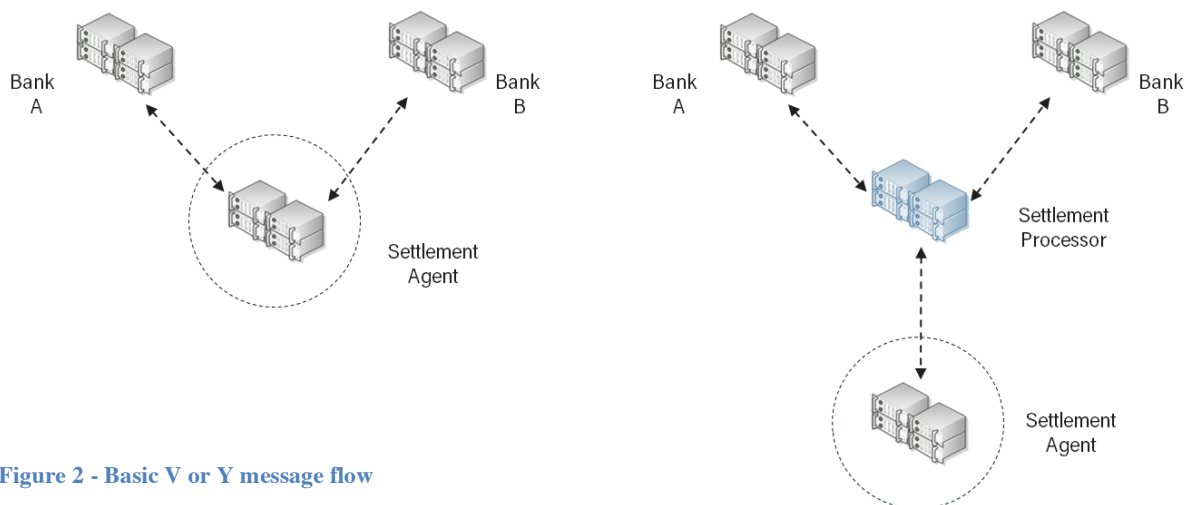 Bank
A
Bank
B
Settlement
Agent
Bank
A
Bank
B
Settlement
Processor
Settlement
Agent
Figure 2 - Basic V or Y message flow